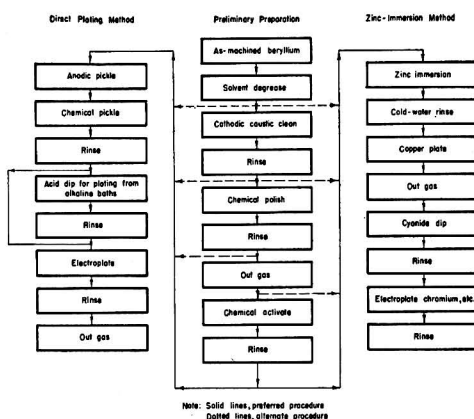 Direct Plating Method
Anodic pickle
Chemical pickle
Rinse
Acid dip for plating from
alkaline baths
Rinse
Electroplate
Rinse
Out gas
Preliminary Preparation
As-machined beryllium
Solvent degrease
Cathodic caustic clean
Rinse
Chemical polish
Rinse
Out gas
Chemical activate
Rinse
Zinc-Immersion Method
Zinc immersion
Cold-water rinse
Copper plate
Out gas
Cyanide dip
Rinse
Electroplate chromium, etc.
Rinse
Note: Solid lines, preferred procedure
Dotted lines, alternate procedure